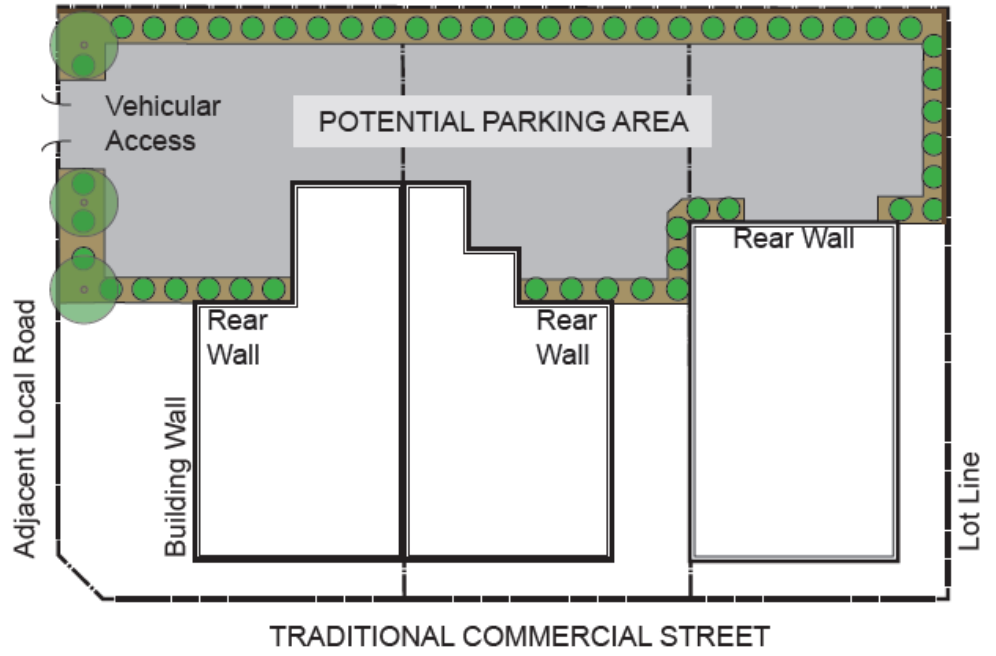 Vehicular
Access
POTENTIAL PARKING AREA
Rear Wall
Rear
Wall
Rear
Wall
Adjacent Local Road
Building Wall
Lot Line
TRADITIONAL COMMERCIAL STREET